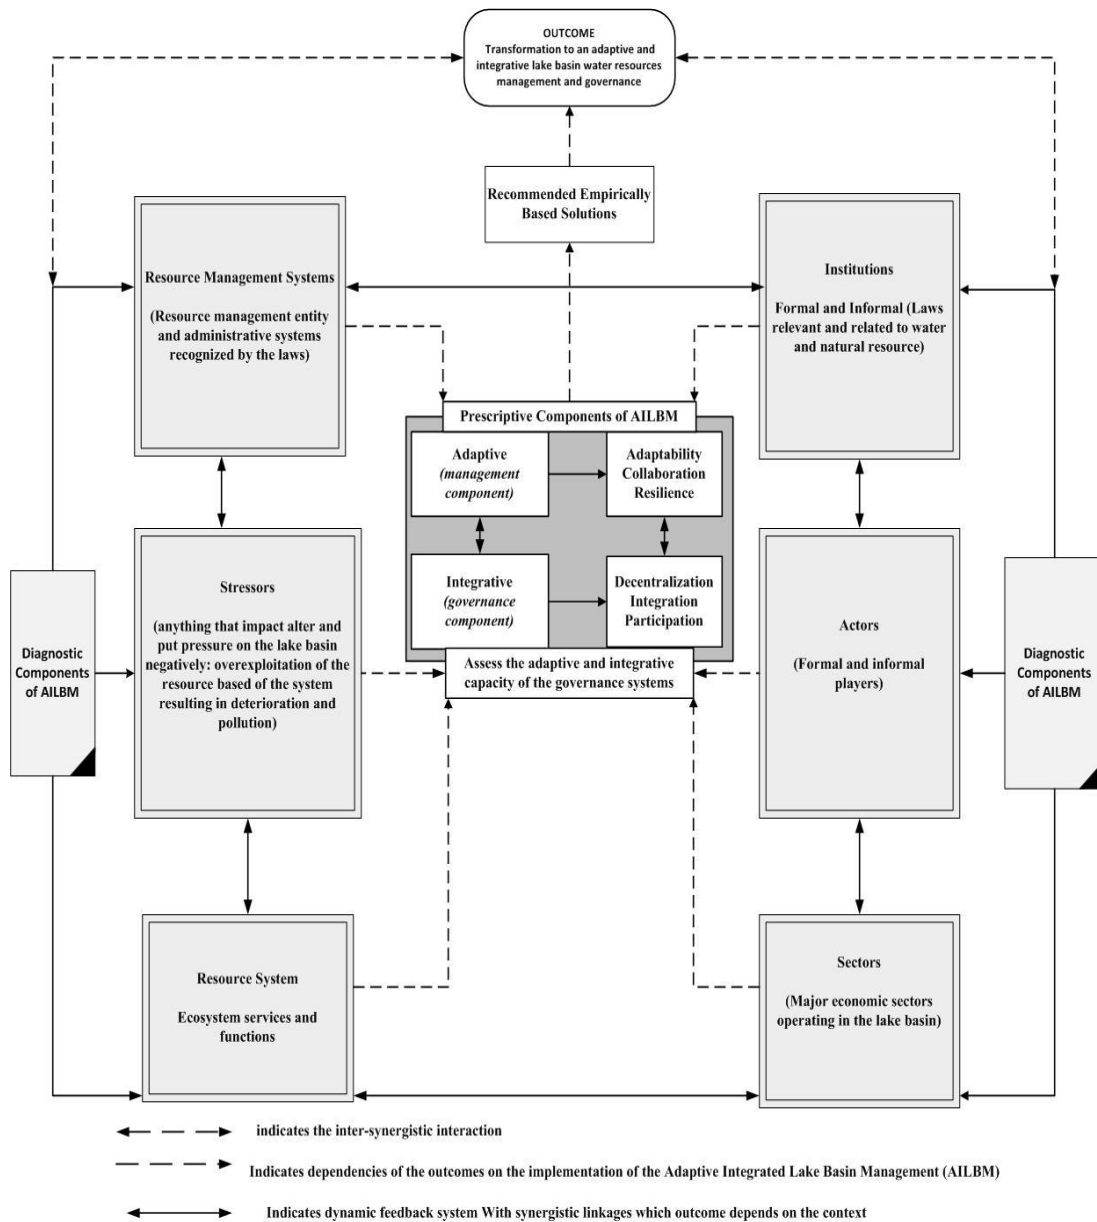 OUTCOME
Transformation to an adaptive and
integrative lake basin water resources
management and governance
Recommended Empirically
Based Solutions
Resource Management Systems
(Resource management entity
and administrative systems
recognized by the laws)
Institutions
Formal and Informal (Laws
relevant and related to water
and natural resource)
Prescriptive Components of AILBM
Adaptive
(management
component)
Adaptability
Collaboration
Resilience
Integrative
(governance
component)
Decentralization
Integration
Participation
Assess the adaptive and integrative
capacity of the governance systems
Diagnostic
Components
of AILBM
Stressors
(anything that impact alter and
put pressure on the lake basin
negatively: overexploitation of the
resource based of the system
resulting in deterioration and
pollution)
Actors
(Formal and informal
players)
Diagnostic
Components
of AILBM
Resource System
Ecosystem services and
functions
Sectors
(Major economic sectors
operating in the lake basin)
indicates the inter-synergistic interaction
Indicates dependencies of the outcomes on the implementation of the Adaptive Integrated Lake Basin Management (AILBM)
Indicates dynamic feedback system With synergistic linkages which outcome depends on the context